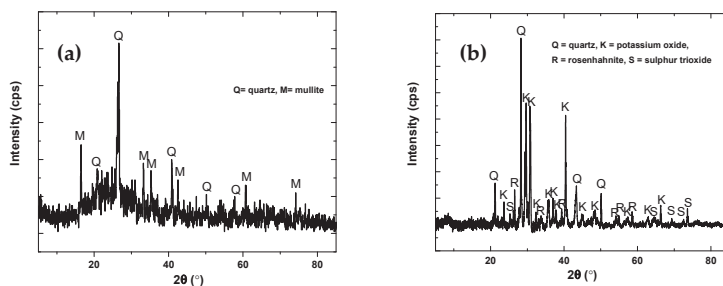 (a)
Q
Q= quartz, M= mullite
M
Q
M
M
Q
M
Q
Q
M
M
Intensity (cps)
20
40
60
80
2θ (°)
(b)
Q
Q = quartz, K = potassium oxide,
R = rosenhahnite, S = sulphur trioxide
K
K
K
Q
K
S
R
K
R
K
K
K
R
Q
K
K
Q
R
R
K
R
K
S
K
S
S
S
Intensity (cps)
20
40
60
80
2θ (°)